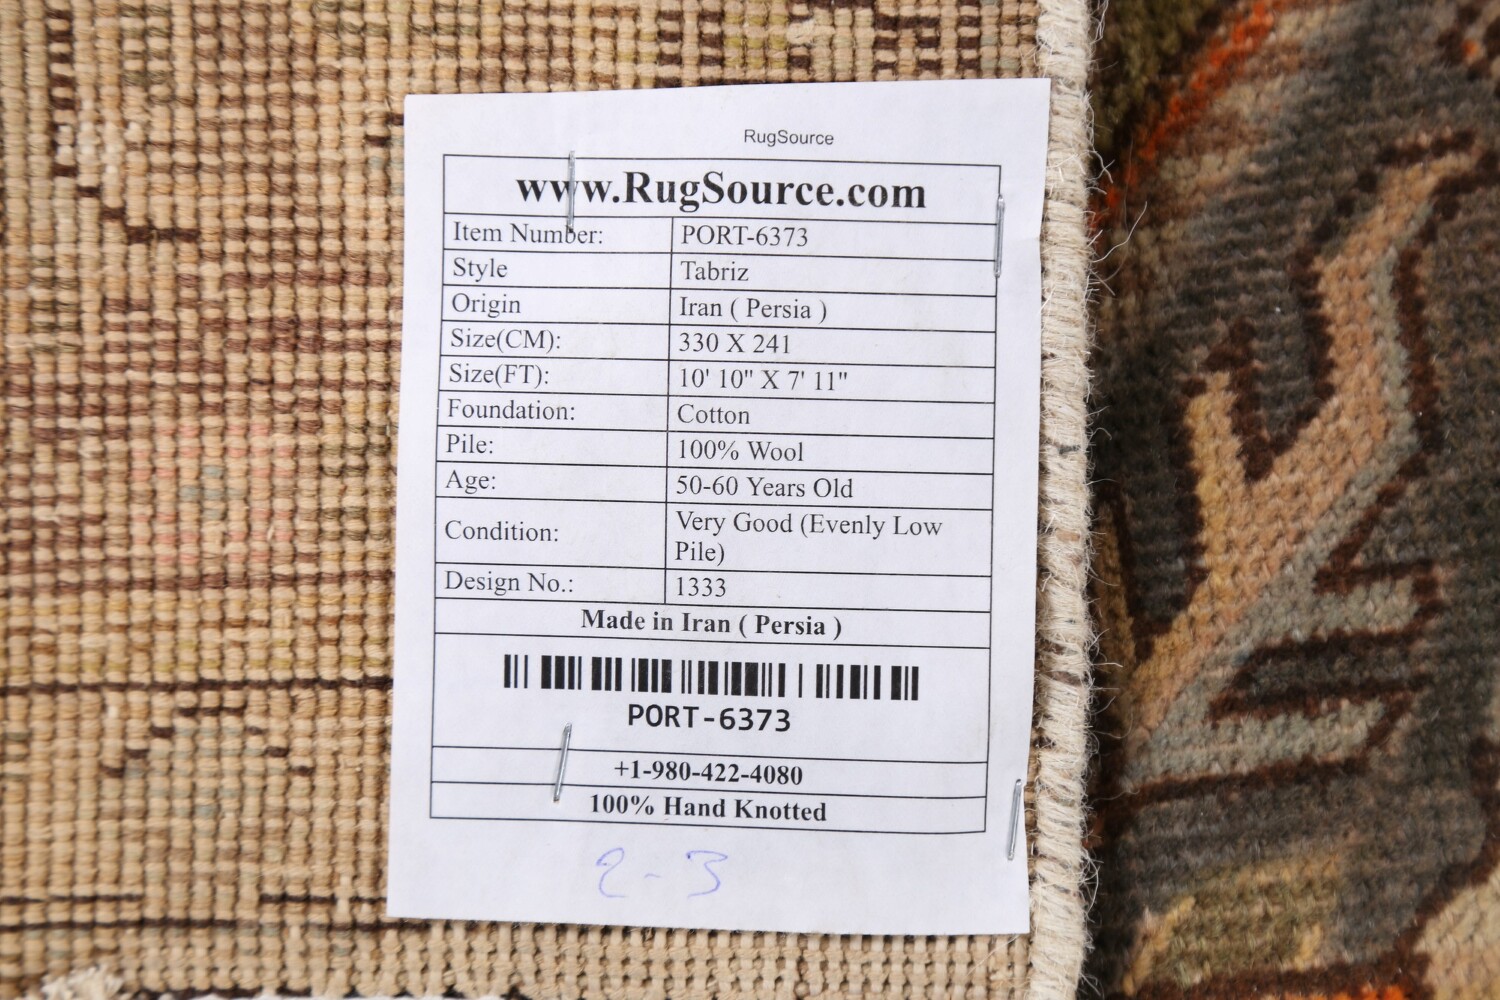 RugSource
www.RugSource.com
Item Number: PORT-6373
Style Tabriz
Origin Iran ( Persia )
Size(CM): 330 X 241
Size(FT): 10' 10" X 7' 11"
Foundation: Cotton
Pile: 100% Wool
Age: 50-60 Years Old
Condition: Very Good (Evenly Low
Pile)
Design No.: 1333
Made in Iran ( Persia )
PORT-6373
+1-980-422-4080
100% Hand Knotted
2-3